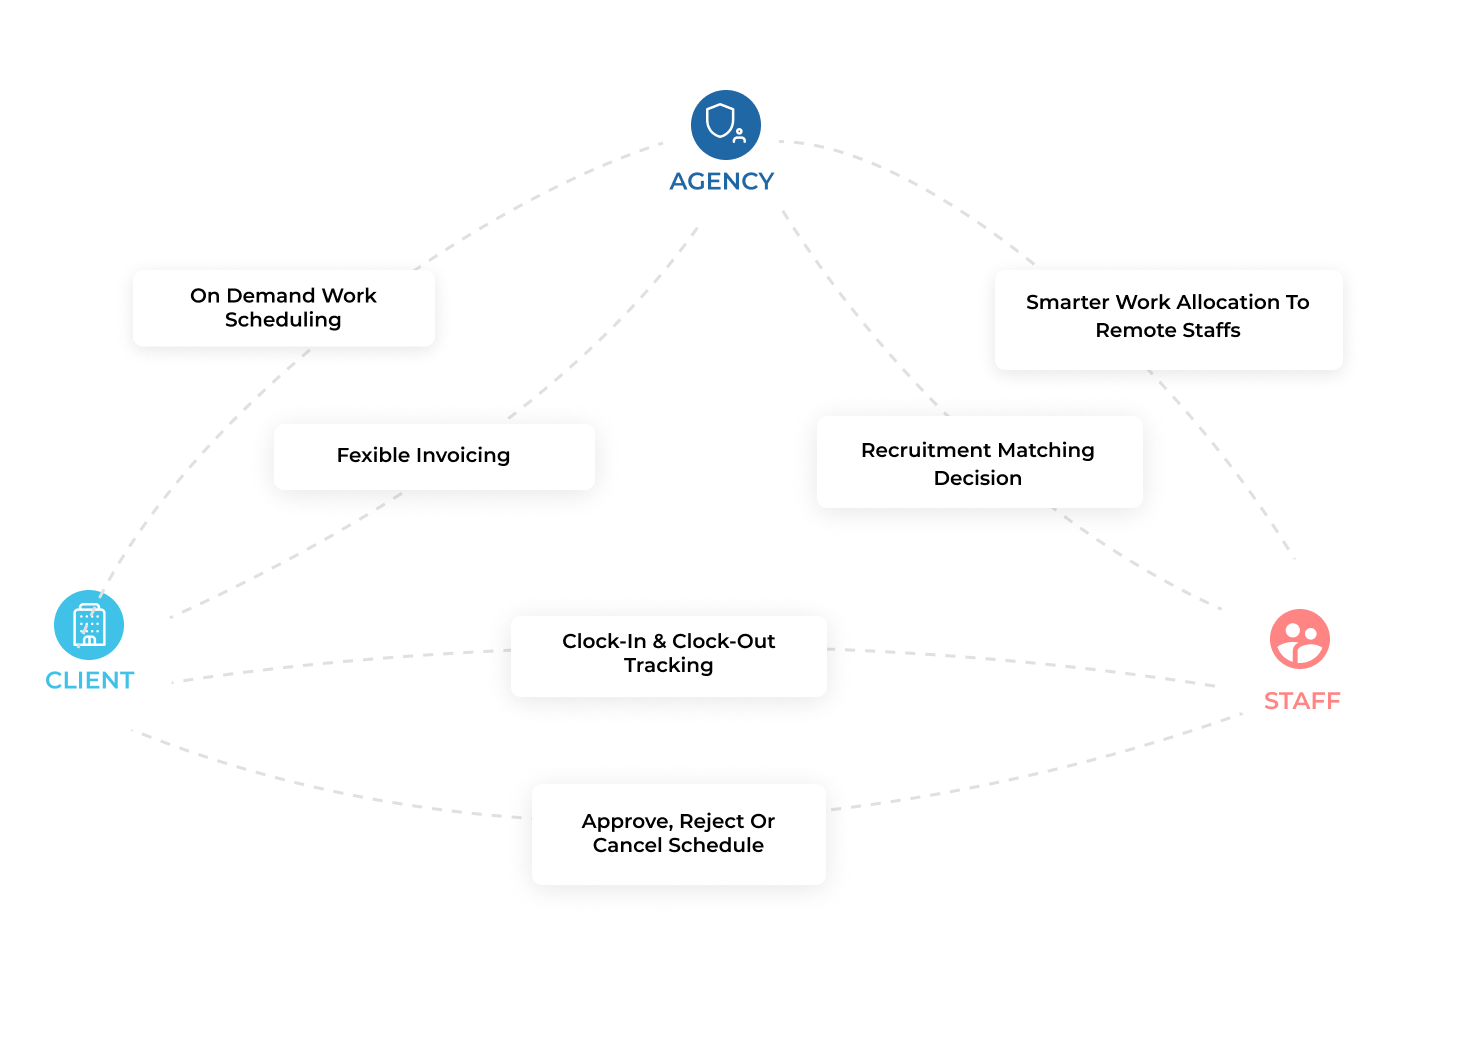 AGENCY
On Demand Work
Scheduling
Smarter Work Allocation To
Remote Staffs
Fexible Invoicing
Recruitment Matching
Decision
Clock-In & Clock-Out
Tracking
CLIENT
STAFF
Approve, Reject Or
Cancel Schedule